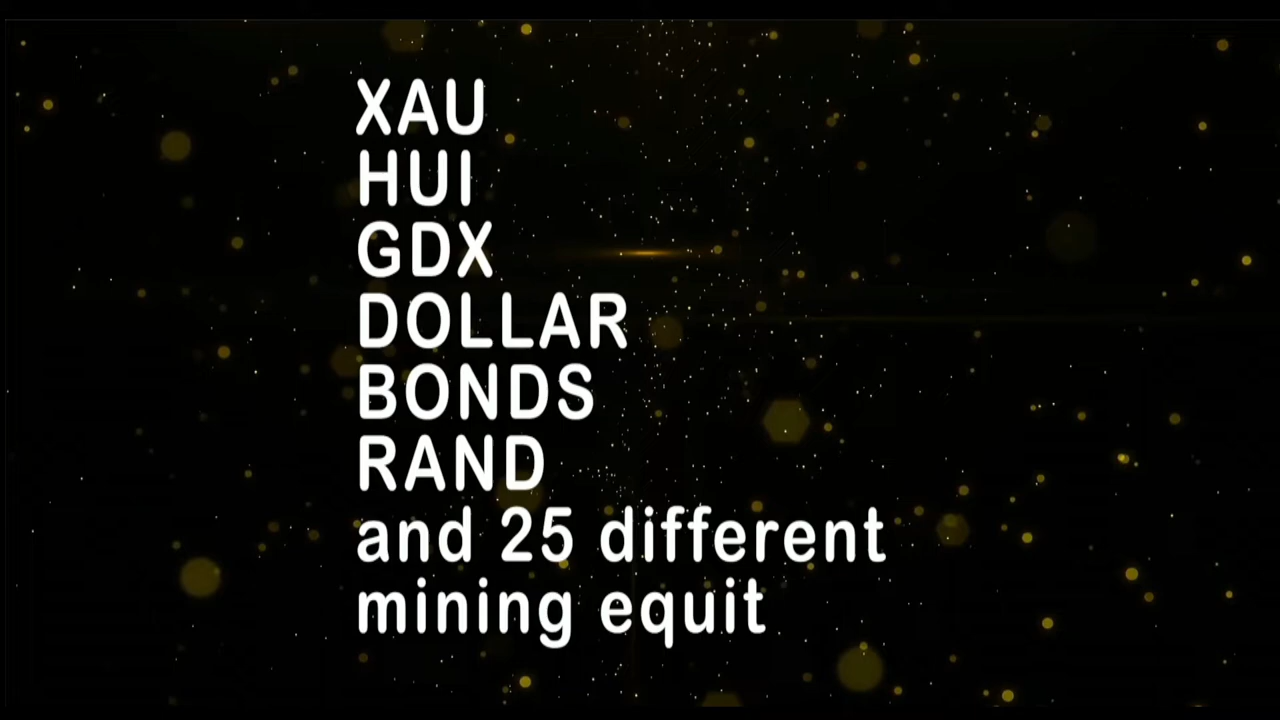 XAU
HUI
GDX
DOLLAR
BONDS
RAND
and 25 different
mining equit